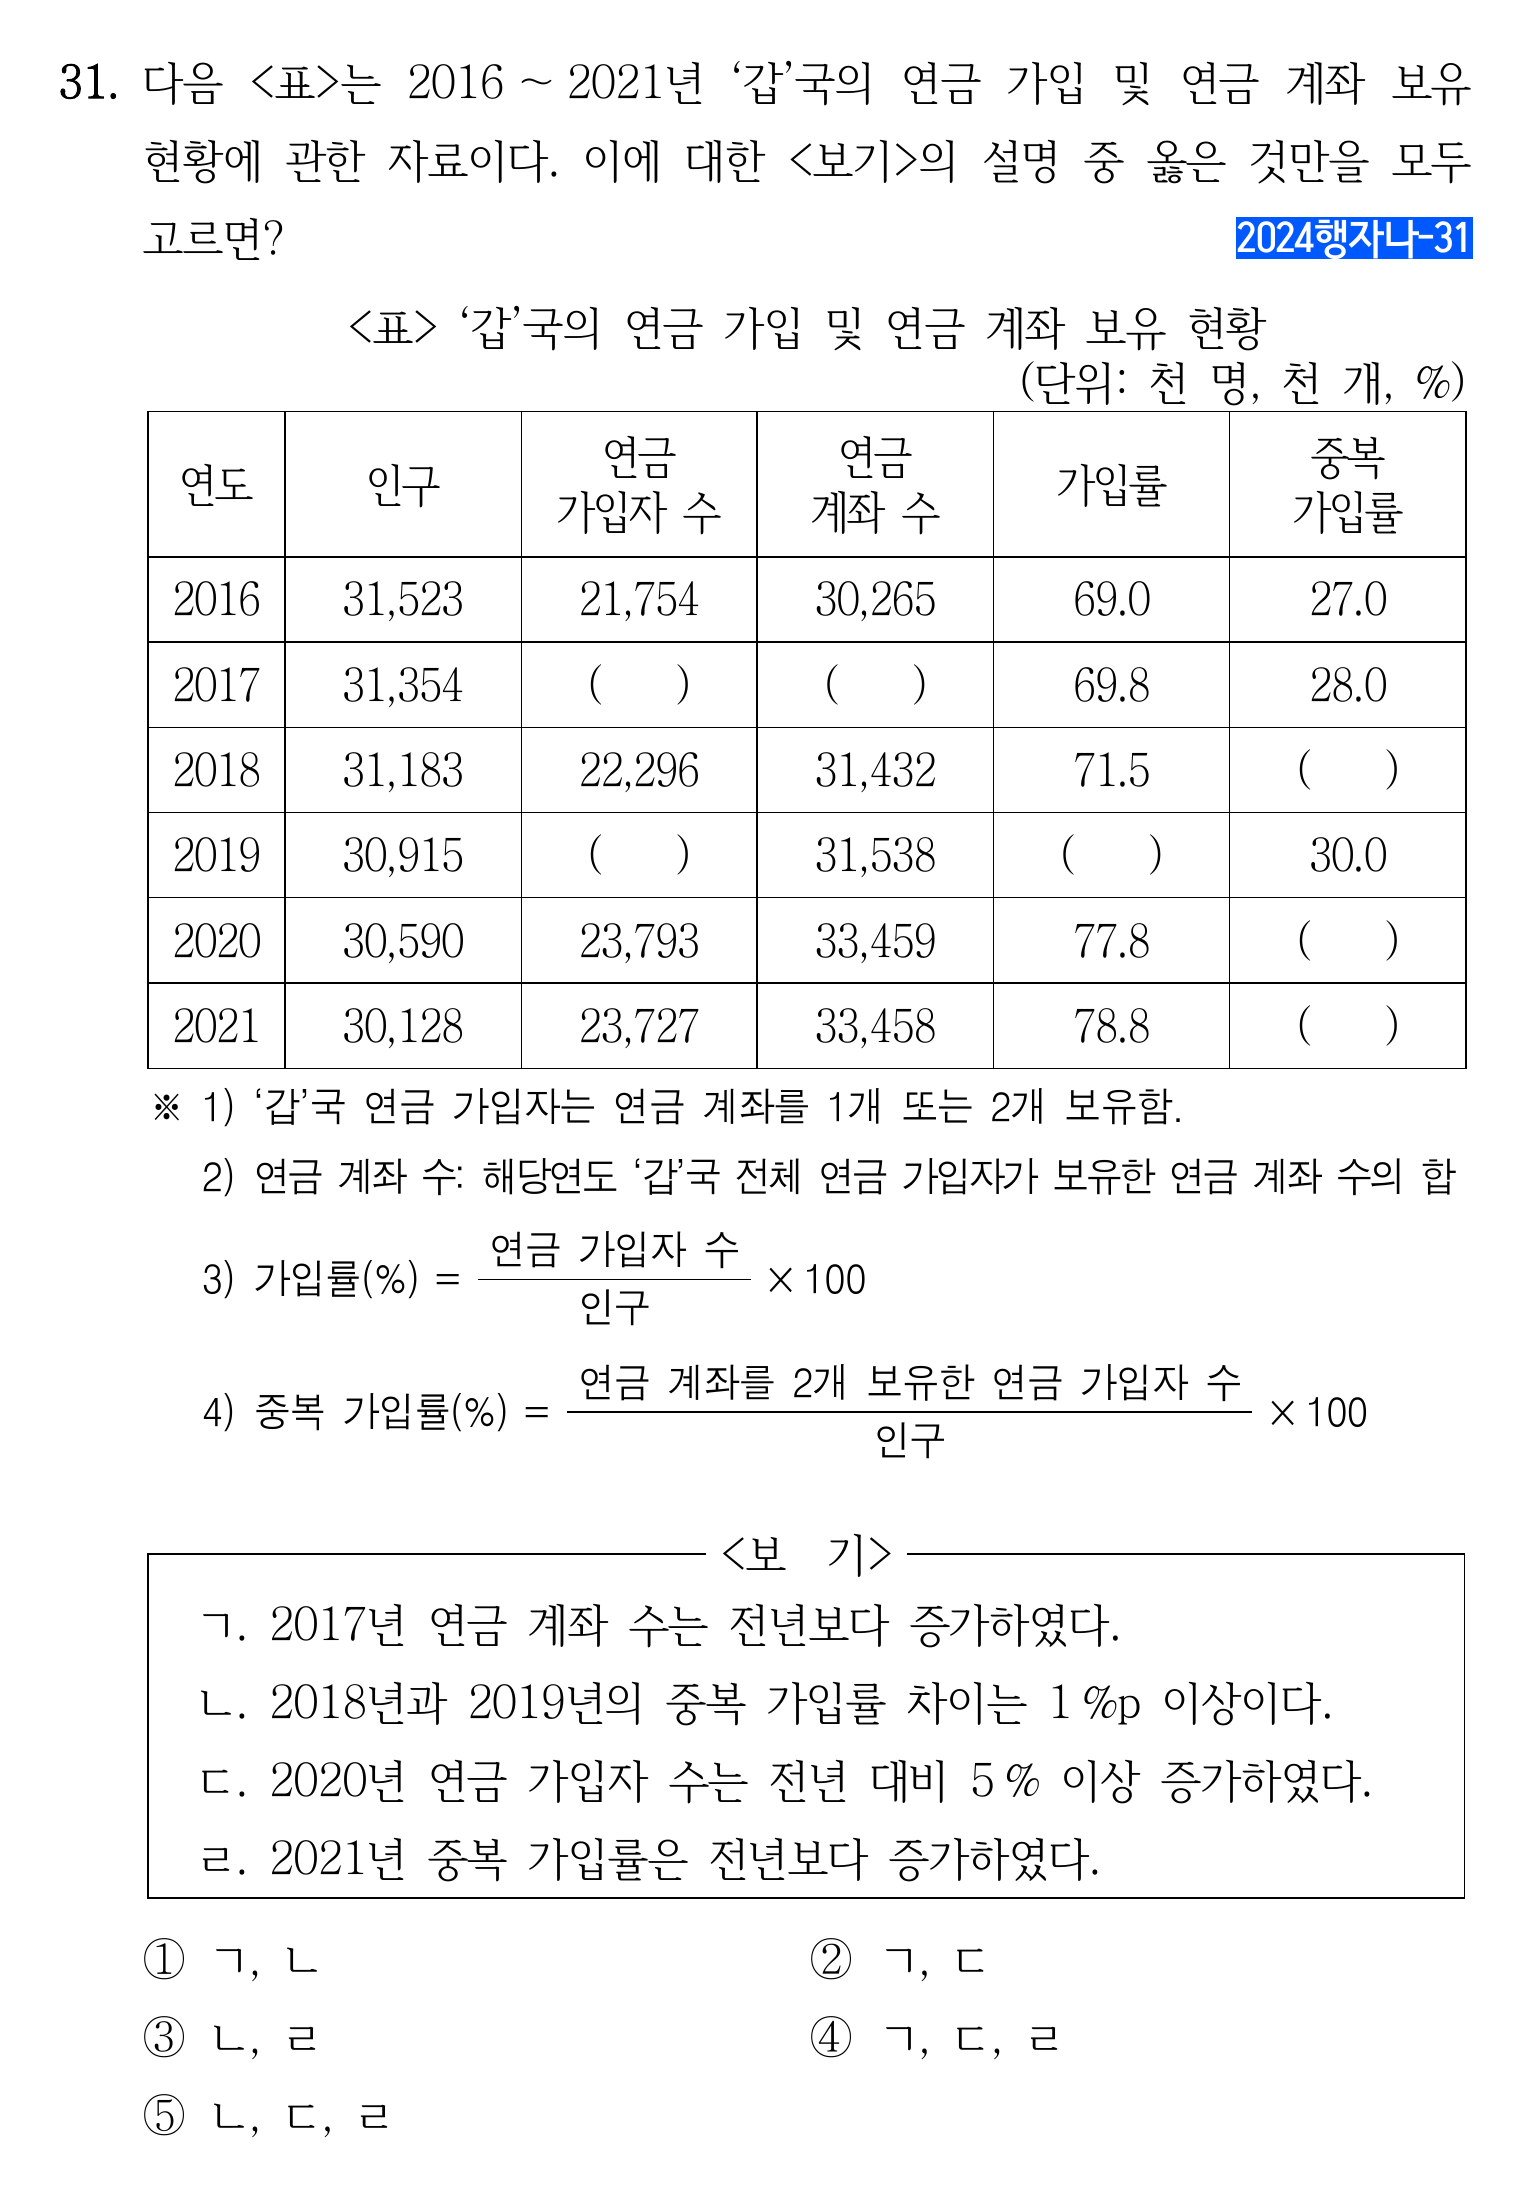 31. 다음 <표>는 2016 ~ 2021년 ‘갑’국의 연금 가입 및 연금 계좌 보유
현황에 관한 자료이다. 이에 대한 <보기>의 설명 중 옳은 것만을 모두
고르면?
2024행자나-31
<표> ‘갑’국의 연금 가입 및 연금 계좌 보유 현황
(단위: 천 명, 천 개, %)
연도 인구 연금 가입자 수 연금 계좌 수 가입률 중복 가입률
2016 31,523 21,754 30,265 69.0 27.0
2017 31,354 ( ) ( ) 69.8 28.0
2018 31,183 22,296 31,432 71.5 ( )
2019 30,915 ( ) 31,538 ( ) 30.0
2020 30,590 23,793 33,459 77.8 ( )
2021 30,128 23,727 33,458 78.8 ( )
※ 1) ‘갑’국 연금 가입자는 연금 계좌를 1개 또는 2개 보유함.
2) 연금 계좌 수: 해당연도 ‘갑’국 전체 연금 가입자가 보유한 연금 계좌 수의 합
3) 가입률(%) = 연금 가입자 수 / 인구 × 100
4) 중복 가입률(%) = 연금 계좌를 2개 보유한 연금 가입자 수 / 인구 × 100
<보 기>
ㄱ. 2017년 연금 계좌 수는 전년보다 증가하였다.
ㄴ. 2018년과 2019년의 중복 가입률 차이는 1 %p 이상이다.
ㄷ. 2020년 연금 가입자 수는 전년 대비 5 % 이상 증가하였다.
ㄹ. 2021년 중복 가입률은 전년보다 증가하였다.
① ㄱ, ㄴ
② ㄱ, ㄷ
③ ㄴ, ㄹ
④ ㄱ, ㄷ, ㄹ
⑤ ㄴ, ㄷ, ㄹ